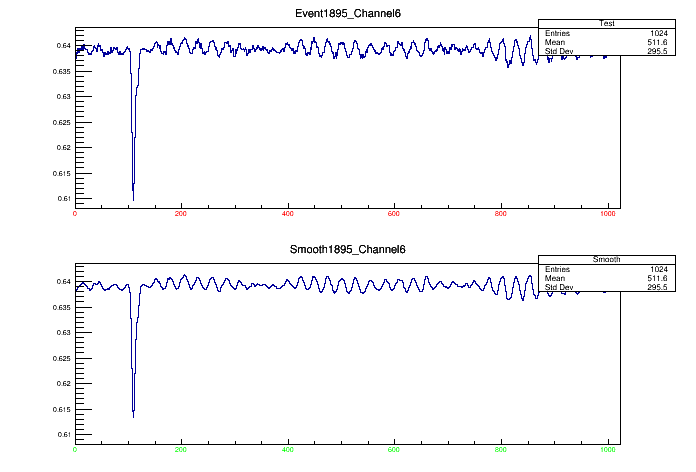 Event1895_Channel6
Test
Entries 1024
Mean 511.6
Std Dev 295.5
0.64
0.635
0.63
0.625
0.62
0.615
0.61
0 200 400 600 800 1000
Smooth1895_Channel6
Smooth
Entries 1024
Mean 511.6
Std Dev 295.5
0.64
0.635
0.63
0.625
0.62
0.615
0.61
0 200 400 600 800 1000